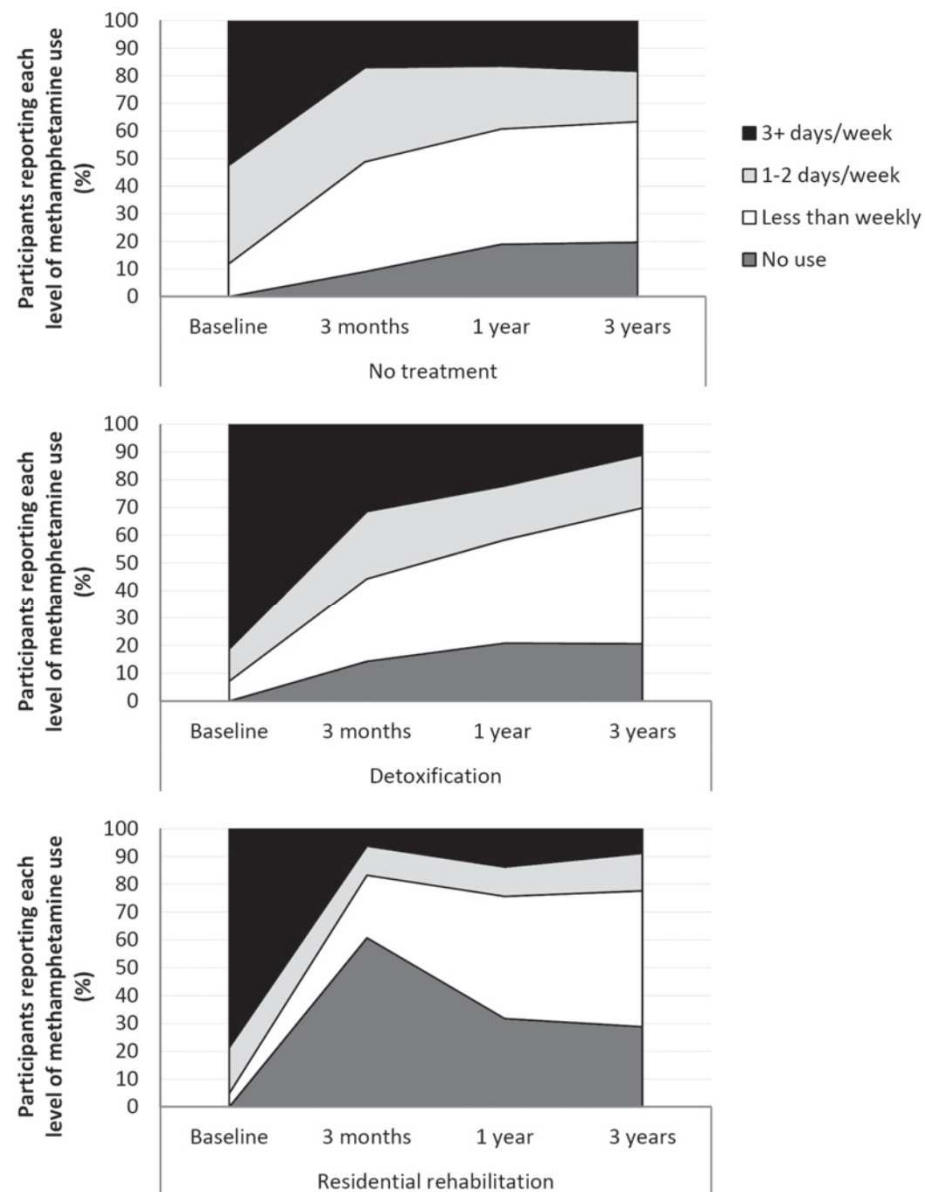 Participants reporting each
level of methamphetamine use
(%)
100
90
80
70
60
50
40
30
20
10
0
Baseline 3 months 1 year 3 years
No treatment
3+ days/week
1-2 days/week
Less than weekly
No use
Participants reporting each
level of methamphetamine use
(%)
100
90
80
70
60
50
40
30
20
10
0
Baseline 3 months 1 year 3 years
Detoxification
Participants reporting each
level of methamphetamine use
(%)
100
90
80
70
60
50
40
30
20
10
0
Baseline 3 months 1 year 3 years
Residential rehabilitation